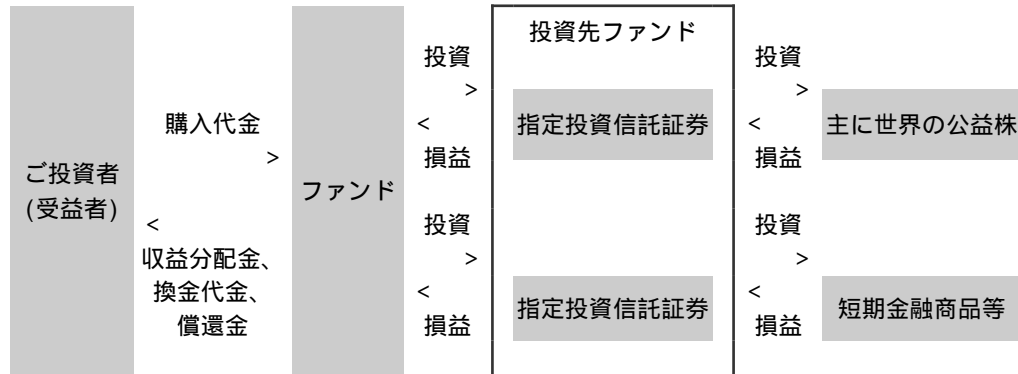 投資先ファンド
ご投資者
(受益者)
購入代金
>
<
収益分配金、
換金代金、
償還金
ファンド
投資
>
<
損益
指定投資信託証券
投資
>
<
損益
主に世界の公益株
投資
>
<
損益
指定投資信託証券
投資
>
<
損益
短期金融商品等